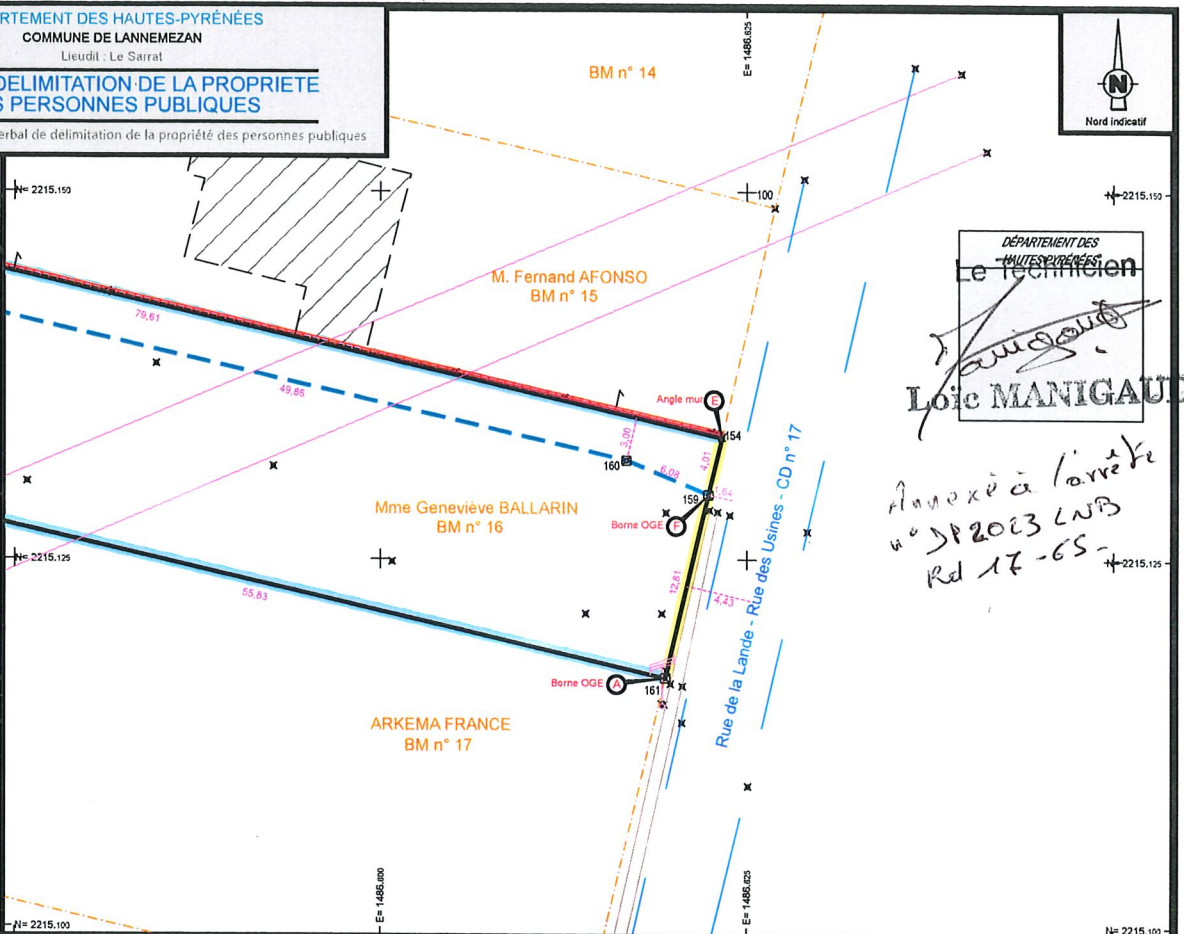 RTEMENT DES HAUTES-PYRÉNÉES
COMMUNE DE LANNEMEZAN
Lieudit : Le Sarrat
DELIMITATION DE LA PROPRIETE
S PERSONNES PUBLIQUES
erbal de délimitation de la propriété des personnes publiques
BM n° 14
E= 1486.625
N
Nord indicatif
N= 2215.150
100
N= 2215.150
M. Fernand AFONSO
BM n° 15
DÉPARTEMENT DES
HAUTES-PYRÉNÉES
Le Technicien
Loïc MANIGAUD
79,81
49,86
Angle mur
E
154
3,00
4,01
160
6,08
159
1,64
Mme Geneviève BALLARIN
BM n° 16
Borne OGE
F
Rue de la Lande - Rue des Usines - CD n° 17
Annexé à l'arrêté
n° DP2023 LNB
Rd 17 -65-
N= 2215.125
N= 2215.125
55,83
12,81
4,43
Borne OGE
A
161
ARKEMA FRANCE
BM n° 17
E= 1486.600
E= 1486.625
N= 2215.100
N= 2215.100